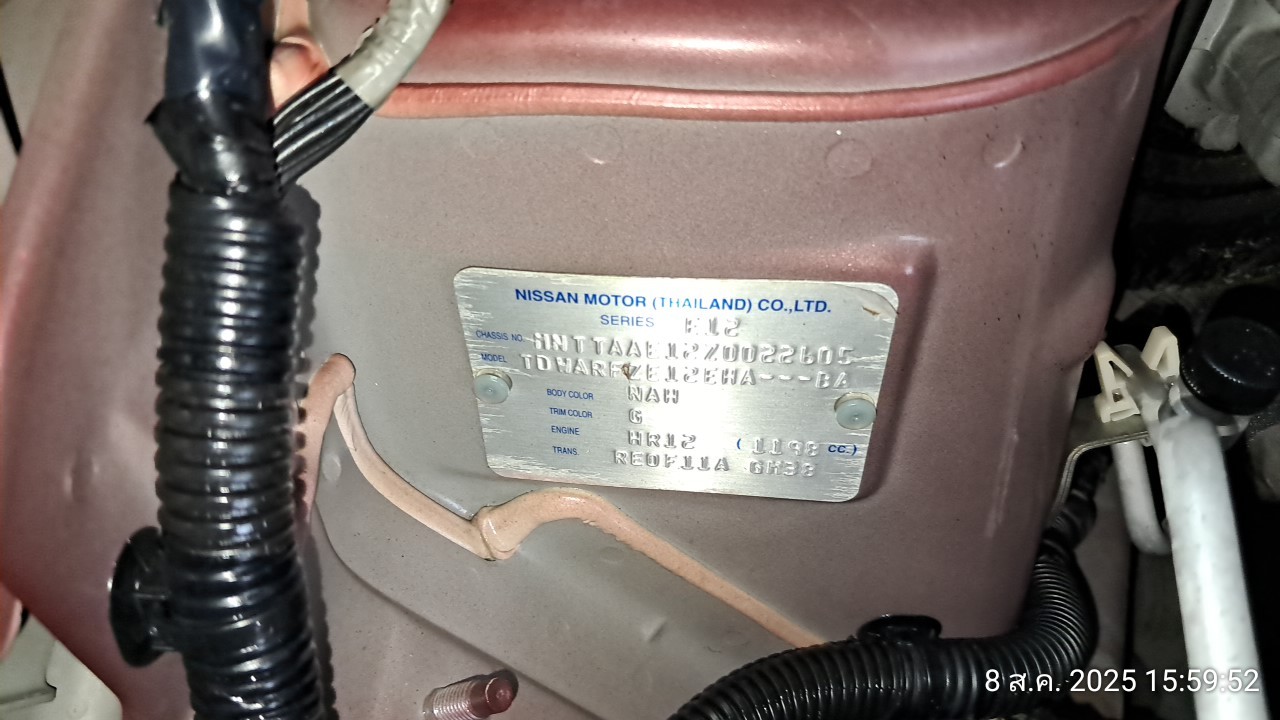 NISSAN MOTOR (THAILAND) CO.,LTD.
SERIES E12
CHASSIS NO. MNTTAAE12Z0022605
MODEL TDWARFZE12EHA---BA
BODY COLOR NAH
TRIM COLOR G
ENGINE HR12 (1198 CC.)
TRANS REOF11A GH38
8 ส.ค. 2025 15:59:52